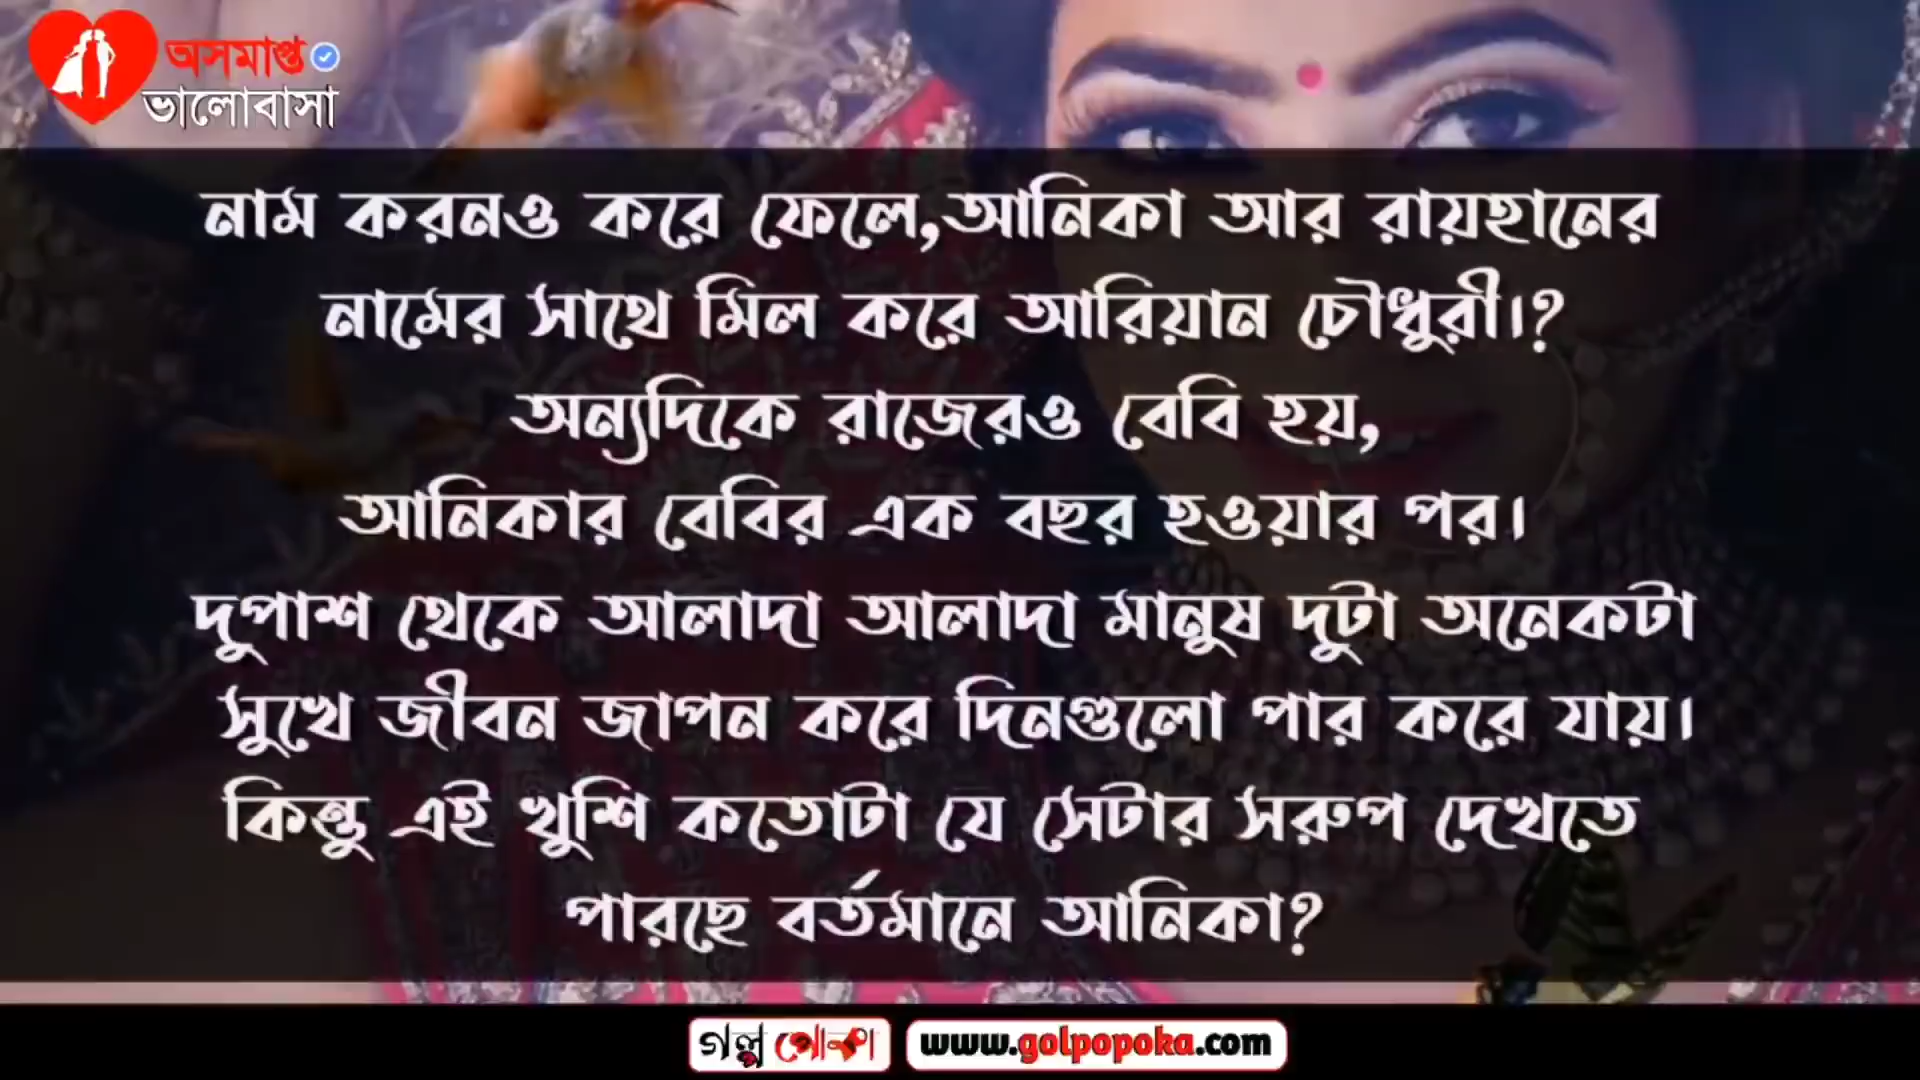 অসমাপ্ত
ভালোবাসা
নাম করনও করে ফেলে,আনিকা আর রায়হানের
নামের সাথে মিল করে আরিয়ান চৌধুরী।?
অন্যদিকে রাজেরও বেবি হয়,
আনিকার বেবির এক বছর হওয়ার পর।
দুপাশ থেকে আলাদা আলাদা মানুষ দুটা অনেকটা
সুখে জীবন জাপন করে দিনগুলো পার করে যায়।
কিন্তু এই খুশি কতোটা যে সেটার সরুপ দেখতে
পারছে বর্তমানে আনিকা?
গল্প পোকা www.golpopoka.com